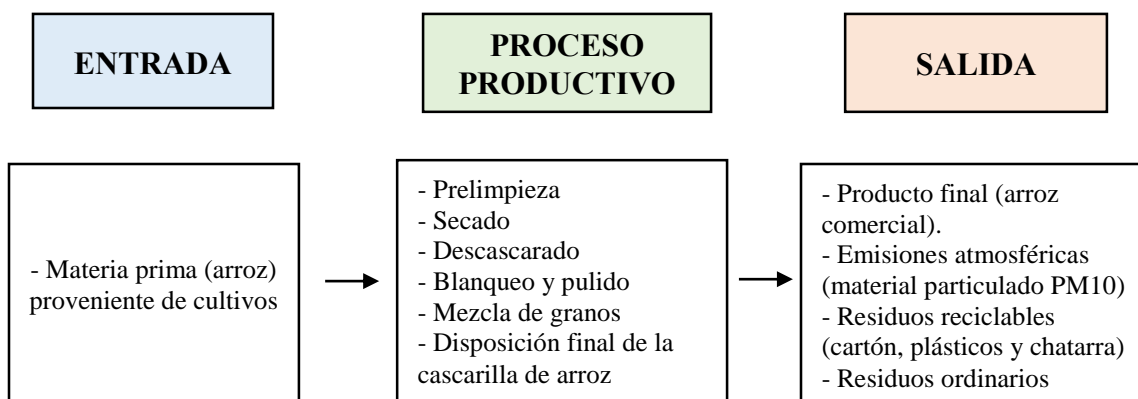 ENTRADA
PROCESO
PRODUCTIVO
SALIDA
- Materia prima (arroz)
proveniente de cultivos
- Prelimpieza
- Secado
- Descascarado
- Blanqueo y pulido
- Mezcla de granos
- Disposición final de la
cascarilla de arroz
- Producto final (arroz
comercial).
- Emisiones atmosféricas
(material particulado PM10)
- Residuos reciclables
(cartón, plásticos y chatarra)
- Residuos ordinarios